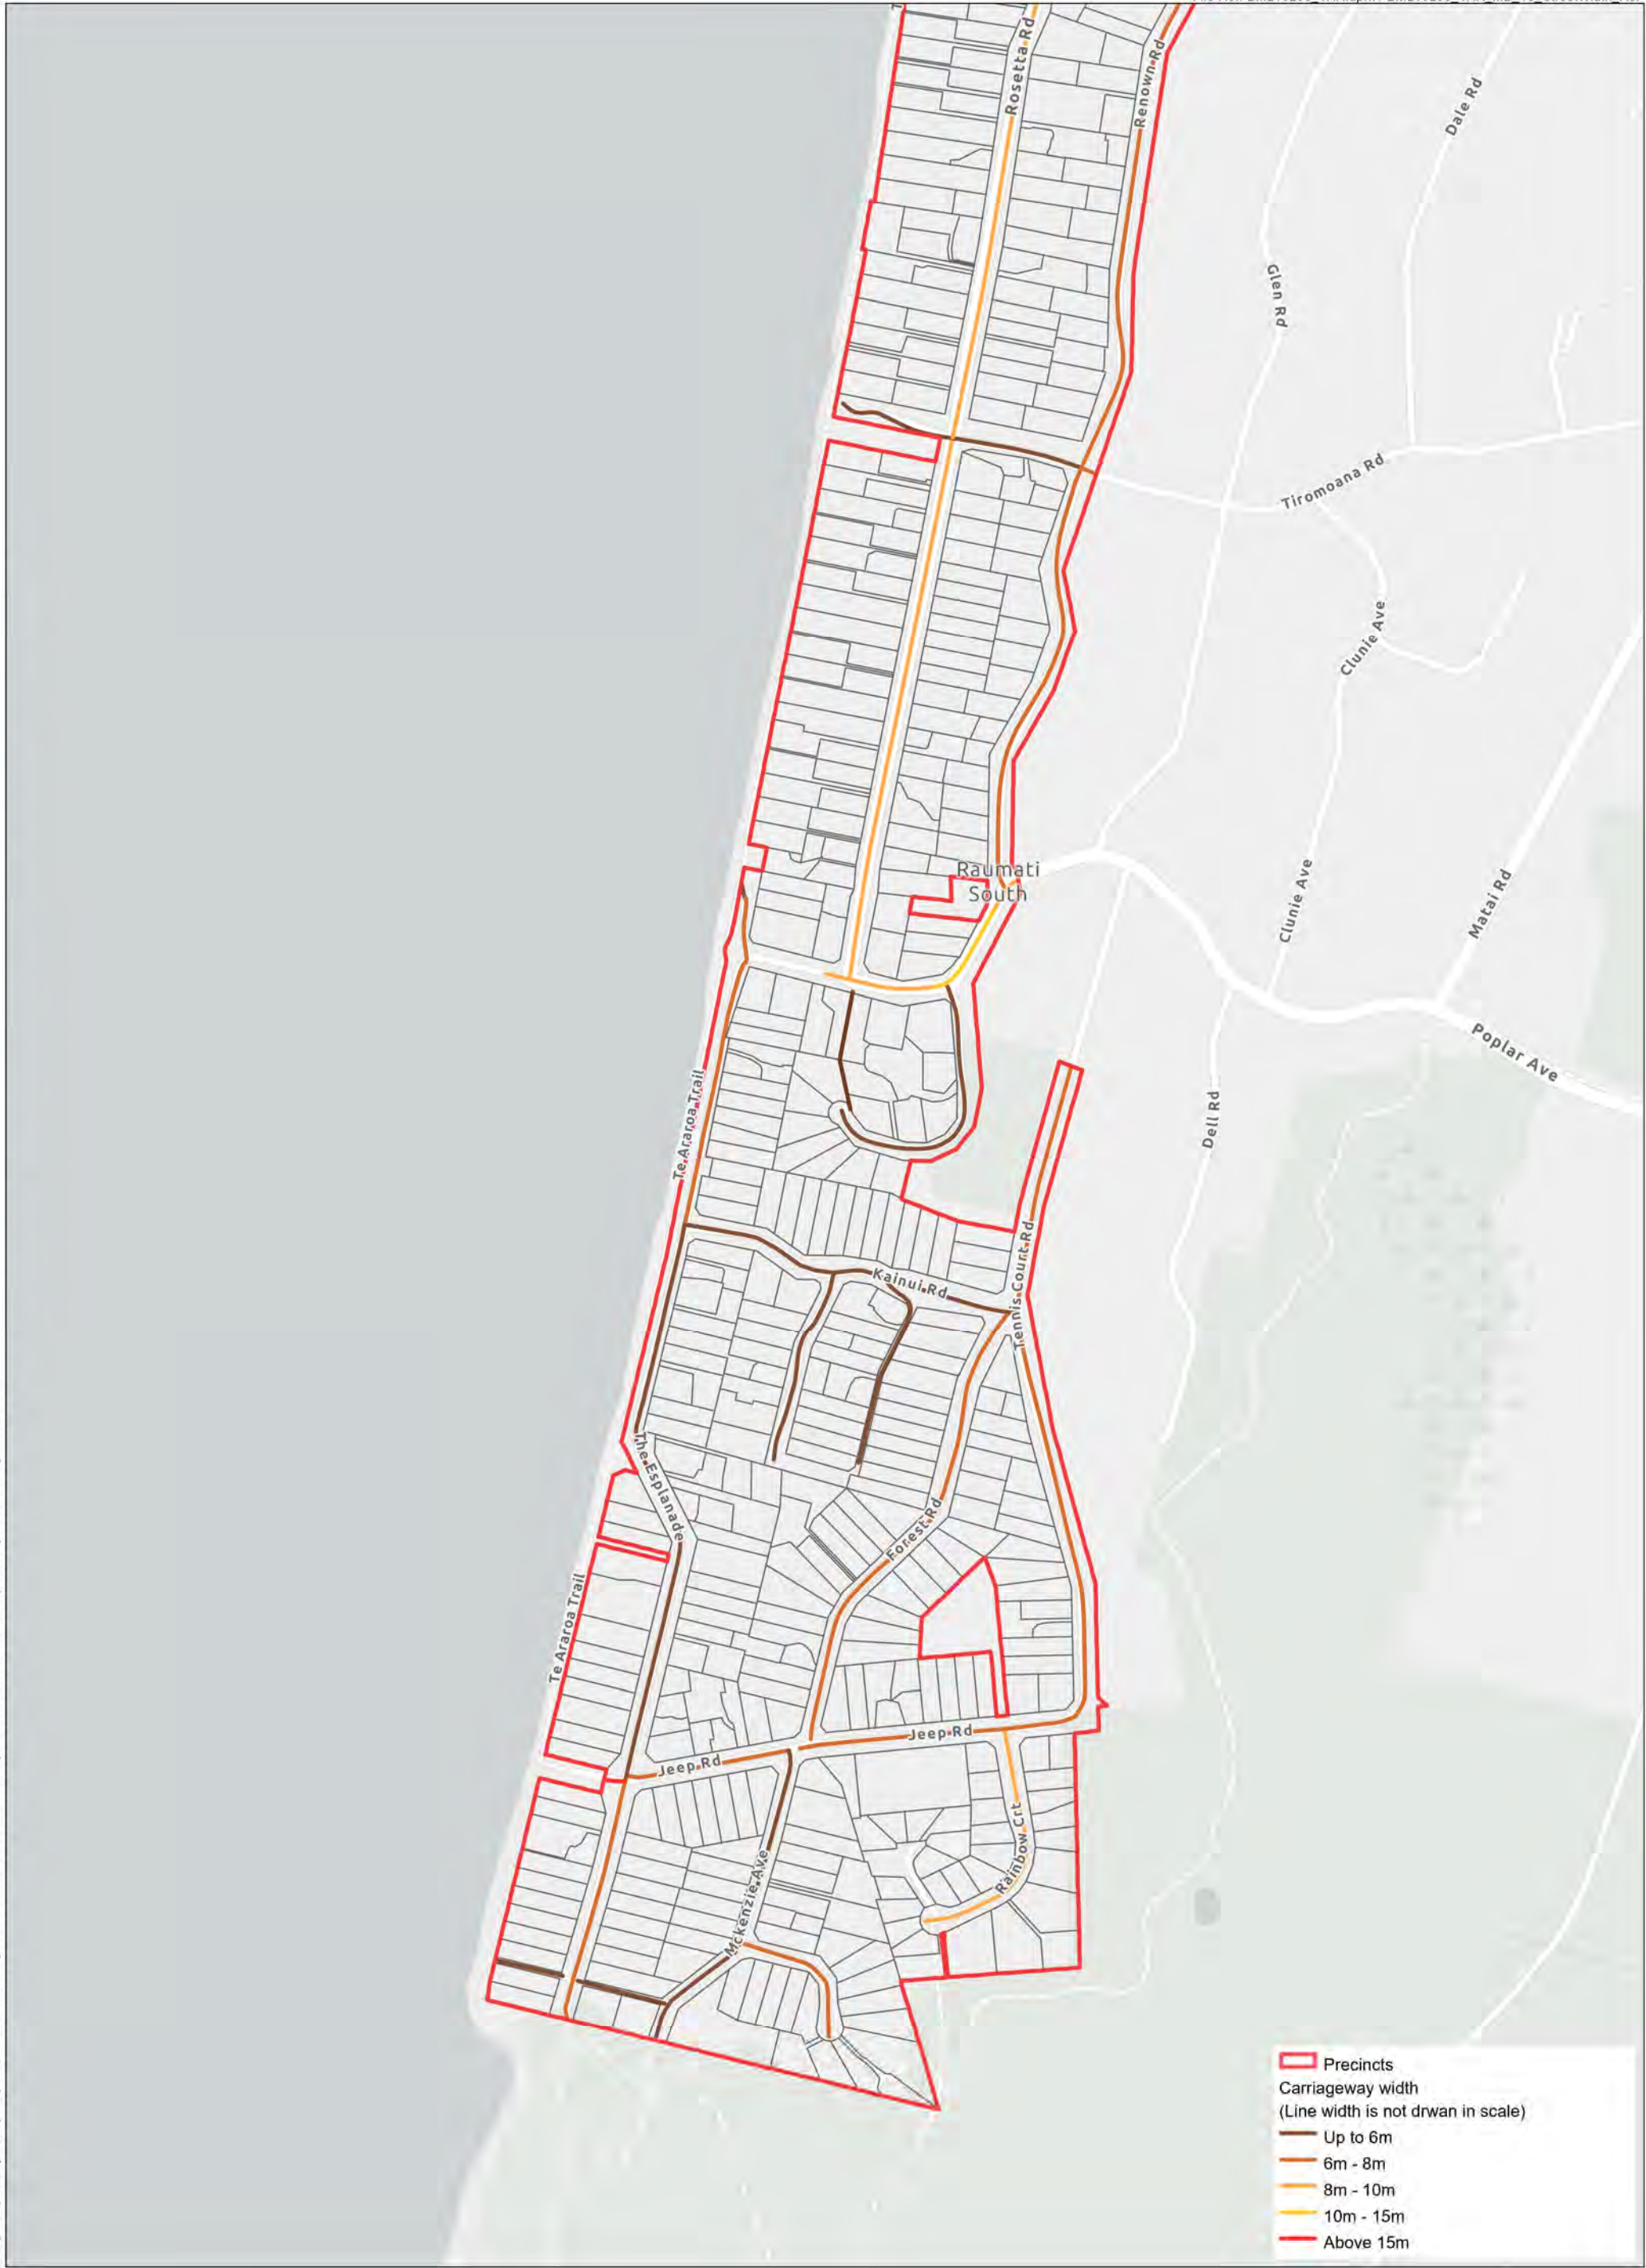 Rosetta Rd
Renown Rd
Dale Rd
Glen Rd
Tiromoana Rd
Clunie Ave
Raumati
South
Clunie Ave
Matai Rd
Poplar Ave
Te Araroa Trail
Dell Rd
Kainui Rd
Tennis Court Rd
The Esplanade
Forest Rd
Te Araroa Trail
Jeep Rd
Jeep Rd
Rainbow Crt
Mckenzie Ave
Precincts
Carriageway width
(Line width is not drwan in scale)
Up to 6m
6m - 8m
8m - 10m
10m - 15m
Above 15m